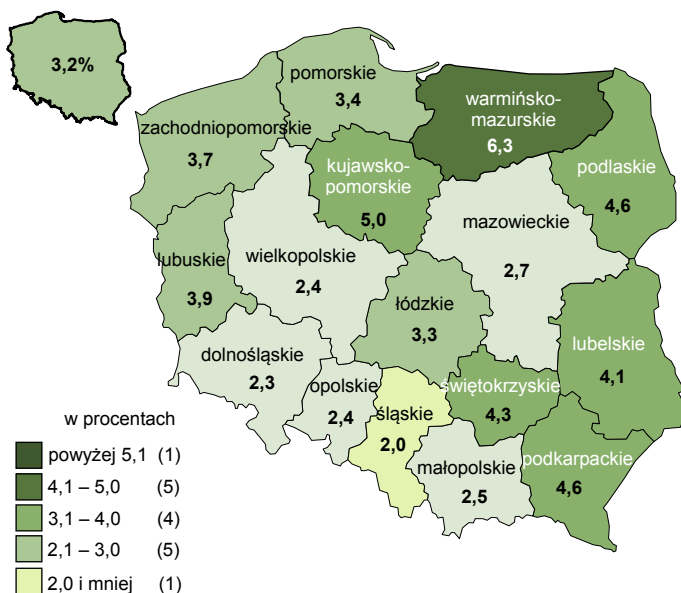 3,2%
pomorskie
3,4
warmińsko-
mazurskie
6,3
zachodniopomorskie
3,7
kujawsko-
pomorskie
5,0
podlaskie
4,6
mazowieckie
2,7
wielkopolskie
2,4
lubuskie
3,9
łódzkie
3,3
lubelskie
4,1
dolnośląskie
2,3
opolskie
2,4
śląskie
2,0
świętokrzyskie
4,3
małopolskie
2,5
podkarpackie
4,6
w procentach
powyżej 5,1 (1)
4,1 – 5,0 (5)
3,1 – 4,0 (4)
2,1 – 3,0 (5)
2,0 i mniej (1)